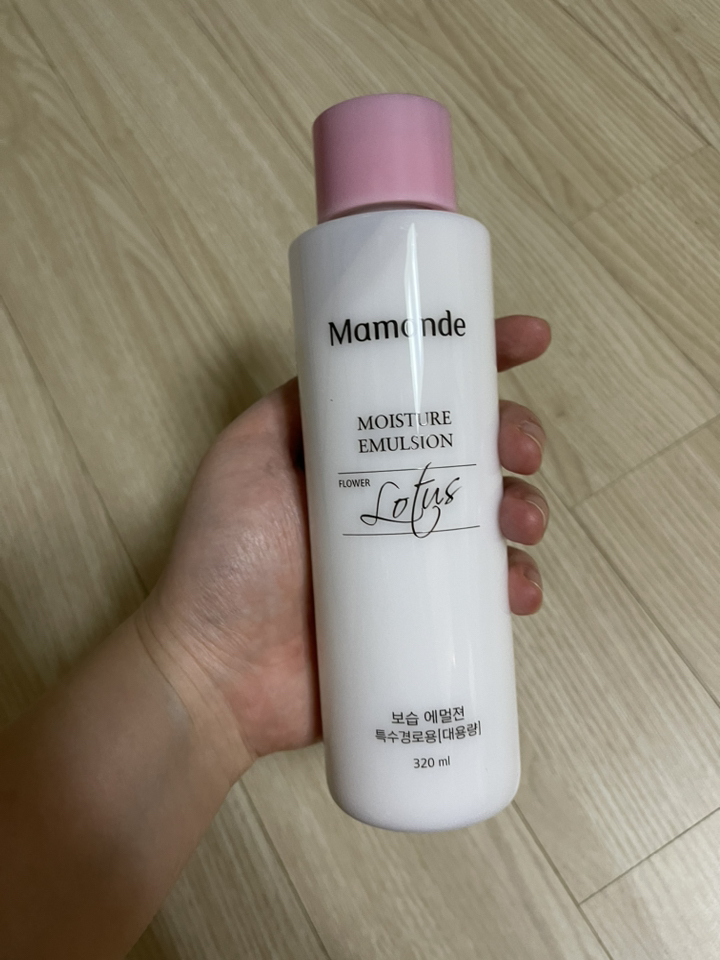 Mamonde
MOISTURE
EMULSION
FLOWER Lotus
보습 에멀젼
특수경로용|대용량|
320 ml